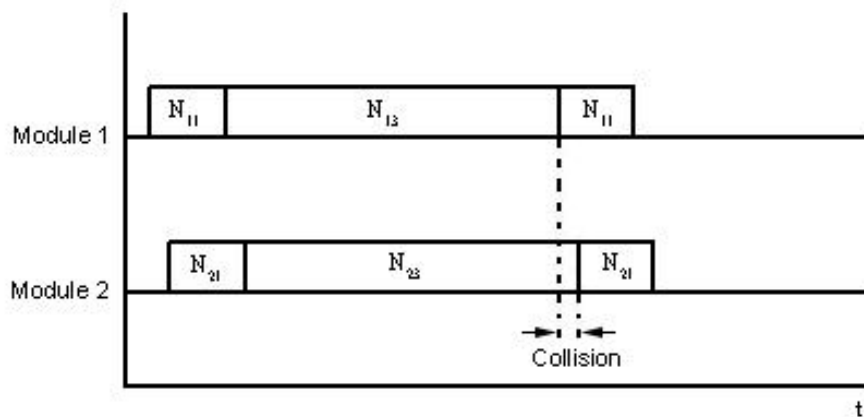 N₁₁ N₁₃ N₁₁
Module 1
N₂₁ N₂₃ N₂₁
Module 2
Collision
t